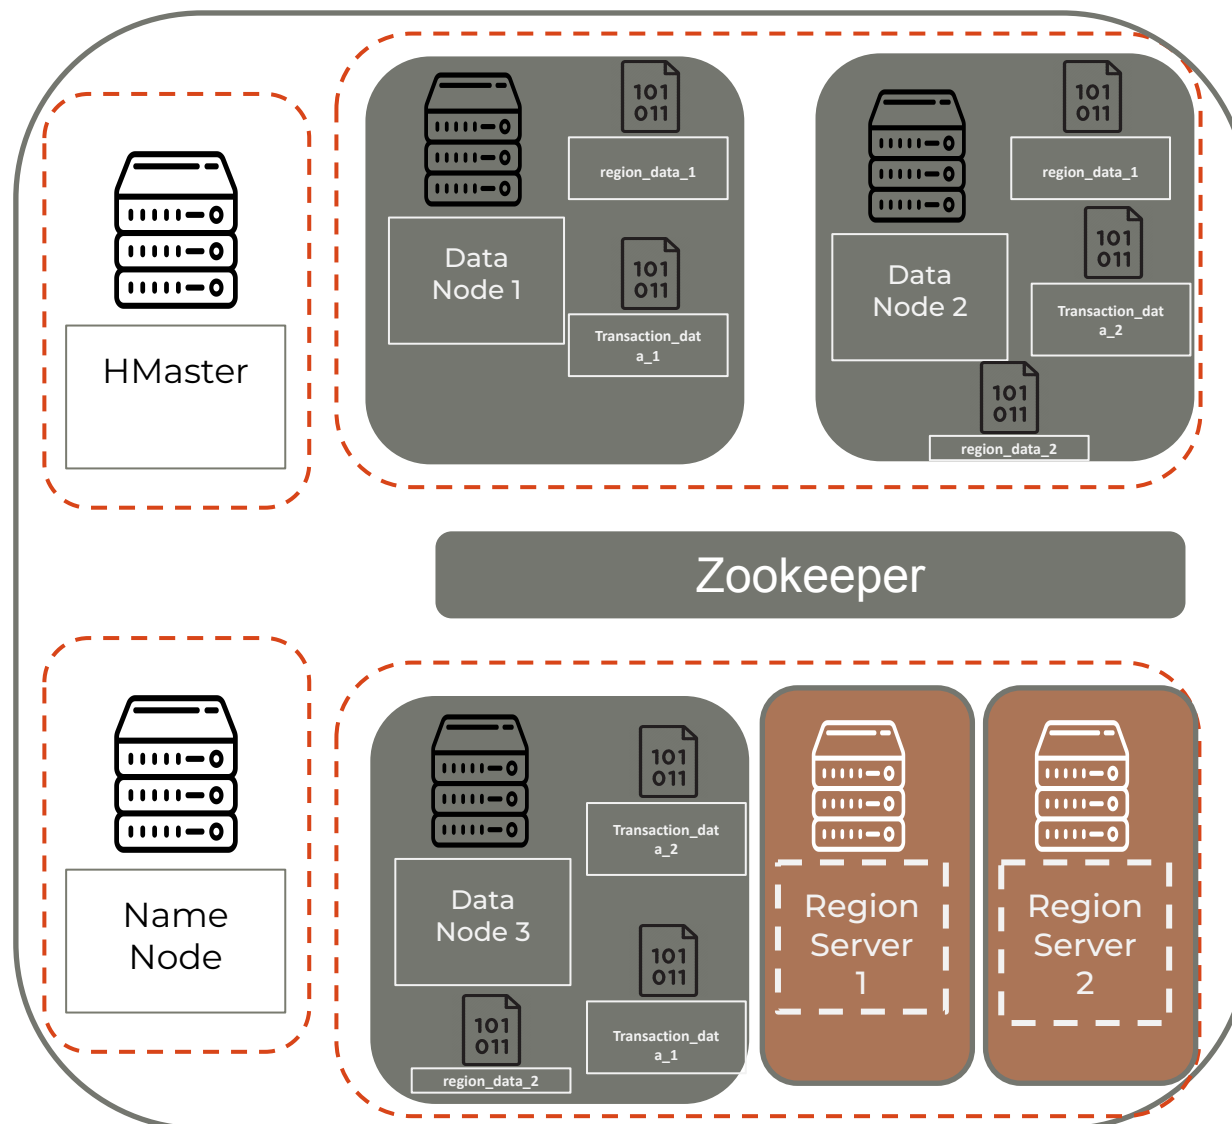 101
011
region_data_1
Data
Node 1
101
011
Transaction_dat
a_1
101
011
region_data_1
Data
Node 2
101
011
Transaction_dat
a_2
101
011
region_data_2
HMaster
Zookeeper
Name
Node
Data
Node 3
101
011
Transaction_dat
a_2
101
011
Transaction_dat
a_1
101
011
region_data_2
Region
Server
1
Region
Server
2